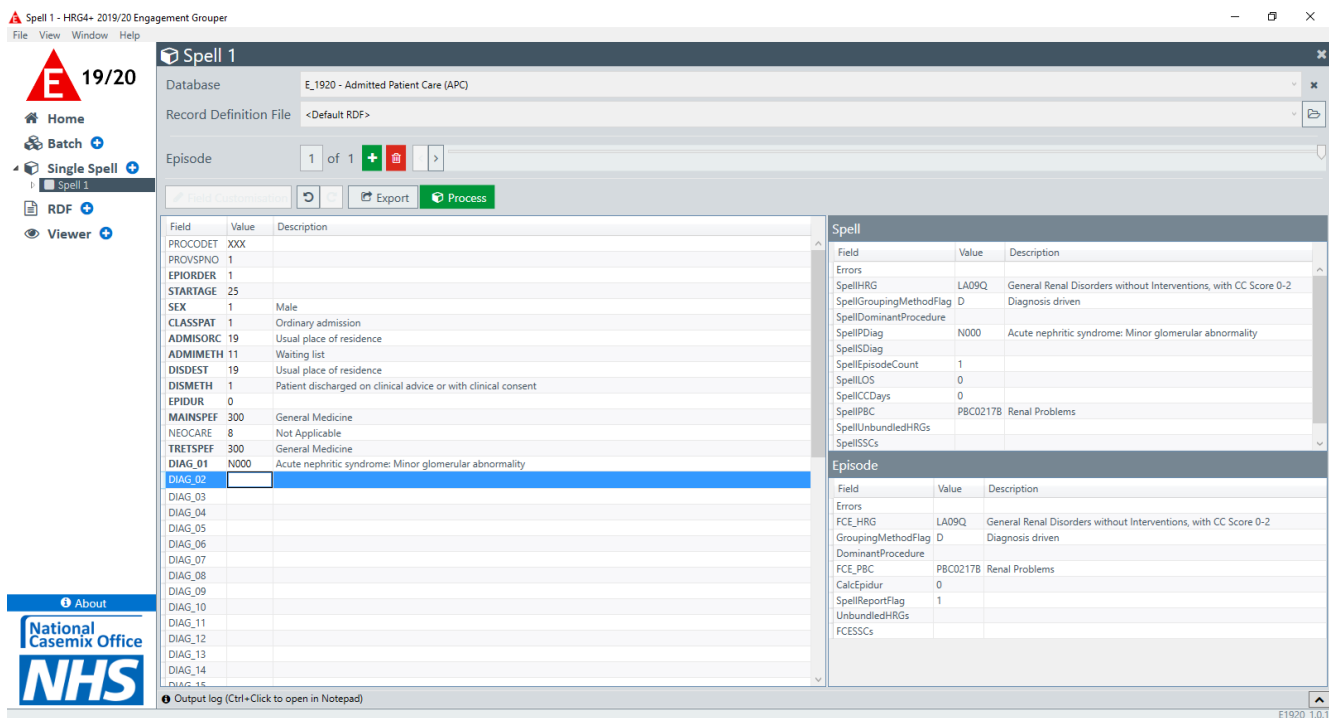 Spell 1 - HRG4+ 2019/20 Engagement Grouper
File View Window Help
E 19/20
Home
Batch
Single Spell
Spell 1
RDF
Viewer
About
National
Casemix Office
NHS
Spell 1
Database E_1920 - Admitted Patient Care (APC)
Record Definition File <Default RDF>
Episode 1 of 1
Export Process
Field Value Description
PROCODET XXX
PROVSPNO 1
EPIORDER 1
STARTAGE 25
SEX 1 Male
CLASSPAT 1 Ordinary admission
ADMISORC 19 Usual place of residence
ADMIMETH 11 Waiting list
DISDEST 19 Usual place of residence
DISMETH 1 Patient discharged on clinical advice or with clinical consent
EPIDUR 0
MAINSPEF 300 General Medicine
NEOCARE 8 Not Applicable
TRETSPEF 300 General Medicine
DIAG_01 N000 Acute nephritic syndrome: Minor glomerular abnormality
DIAG_02
DIAG_03
DIAG_04
DIAG_05
DIAG_06
DIAG_07
DIAG_08
DIAG_09
DIAG_10
DIAG_11
DIAG_12
DIAG_13
DIAG_14
DIAG_15
Spell
Field Value Description
Errors
SpellHRG LA09Q General Renal Disorders without Interventions, with CC Score 0-2
SpellGroupingMethodFlag D Diagnosis driven
SpellDominantProcedure
SpellPDiag N000 Acute nephritic syndrome: Minor glomerular abnormality
SpellSDiag
SpellEpisodeCount 1
SpellLOS 0
SpellCCDays 0
SpellPBC PBC0217B Renal Problems
SpellUnbundledHRGs
SpellSSCs
Episode
Field Value Description
Errors
FCE_HRG LA09Q General Renal Disorders without Interventions, with CC Score 0-2
GroupingMethodFlag D Diagnosis driven
DominantProcedure
FCE_PBC PBC0217B Renal Problems
CalcEpidur 0
SpellReportFlag 1
UnbundledHRGs
FCESSCs
Output log (Ctrl+Click to open in Notepad)
E1920 1.0.1